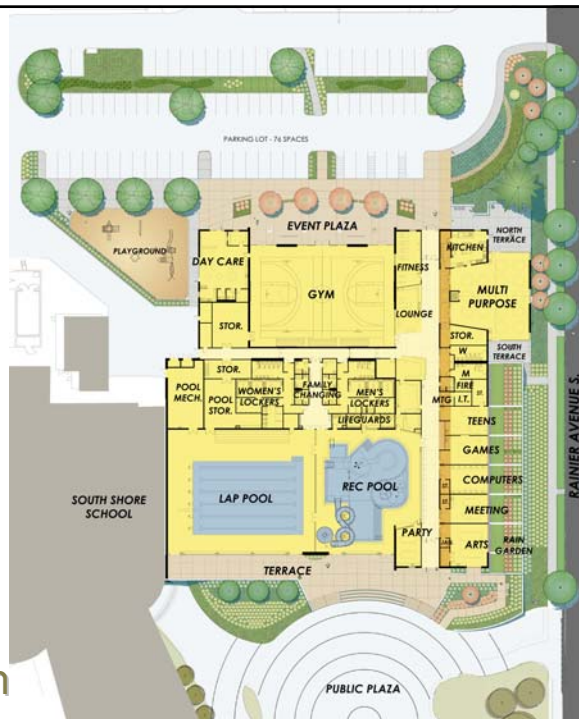 PARKING LOT - 76 SPACES
EVENT PLAZA
PLAYGROUND
DAY CARE
GYM
STOR.
FITNESS
LOUNGE
KITCHEN
NORTH
TERRACE
MULTI
PURPOSE
STOR.
W
SOUTH
TERRACE
M
FIRE
I.T.
MTG
STOR.
POOL
MECH.
POOL
STOR.
WOMEN'S
LOCKERS
FAMILY
CHANGING
MEN'S
LOCKERS
LIFEGUARDS
TEENS
GAMES
COMPUTERS
MEETING
ARTS
RAIN
GARDEN
LAP POOL
REC POOL
PARTY
SOUTH SHORE
SCHOOL
TERRACE
PUBLIC PLAZA
RAINIER AVENUE S.